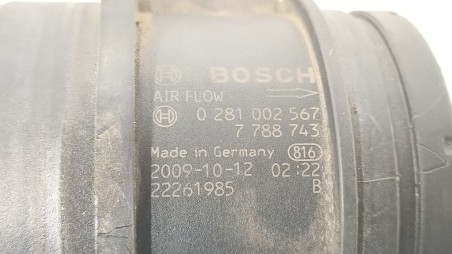 BOSCH
AIR FLOW
0 281 002 567
7 788 743
Made in Germany 816
2009-10-12 02:22
22261985 B